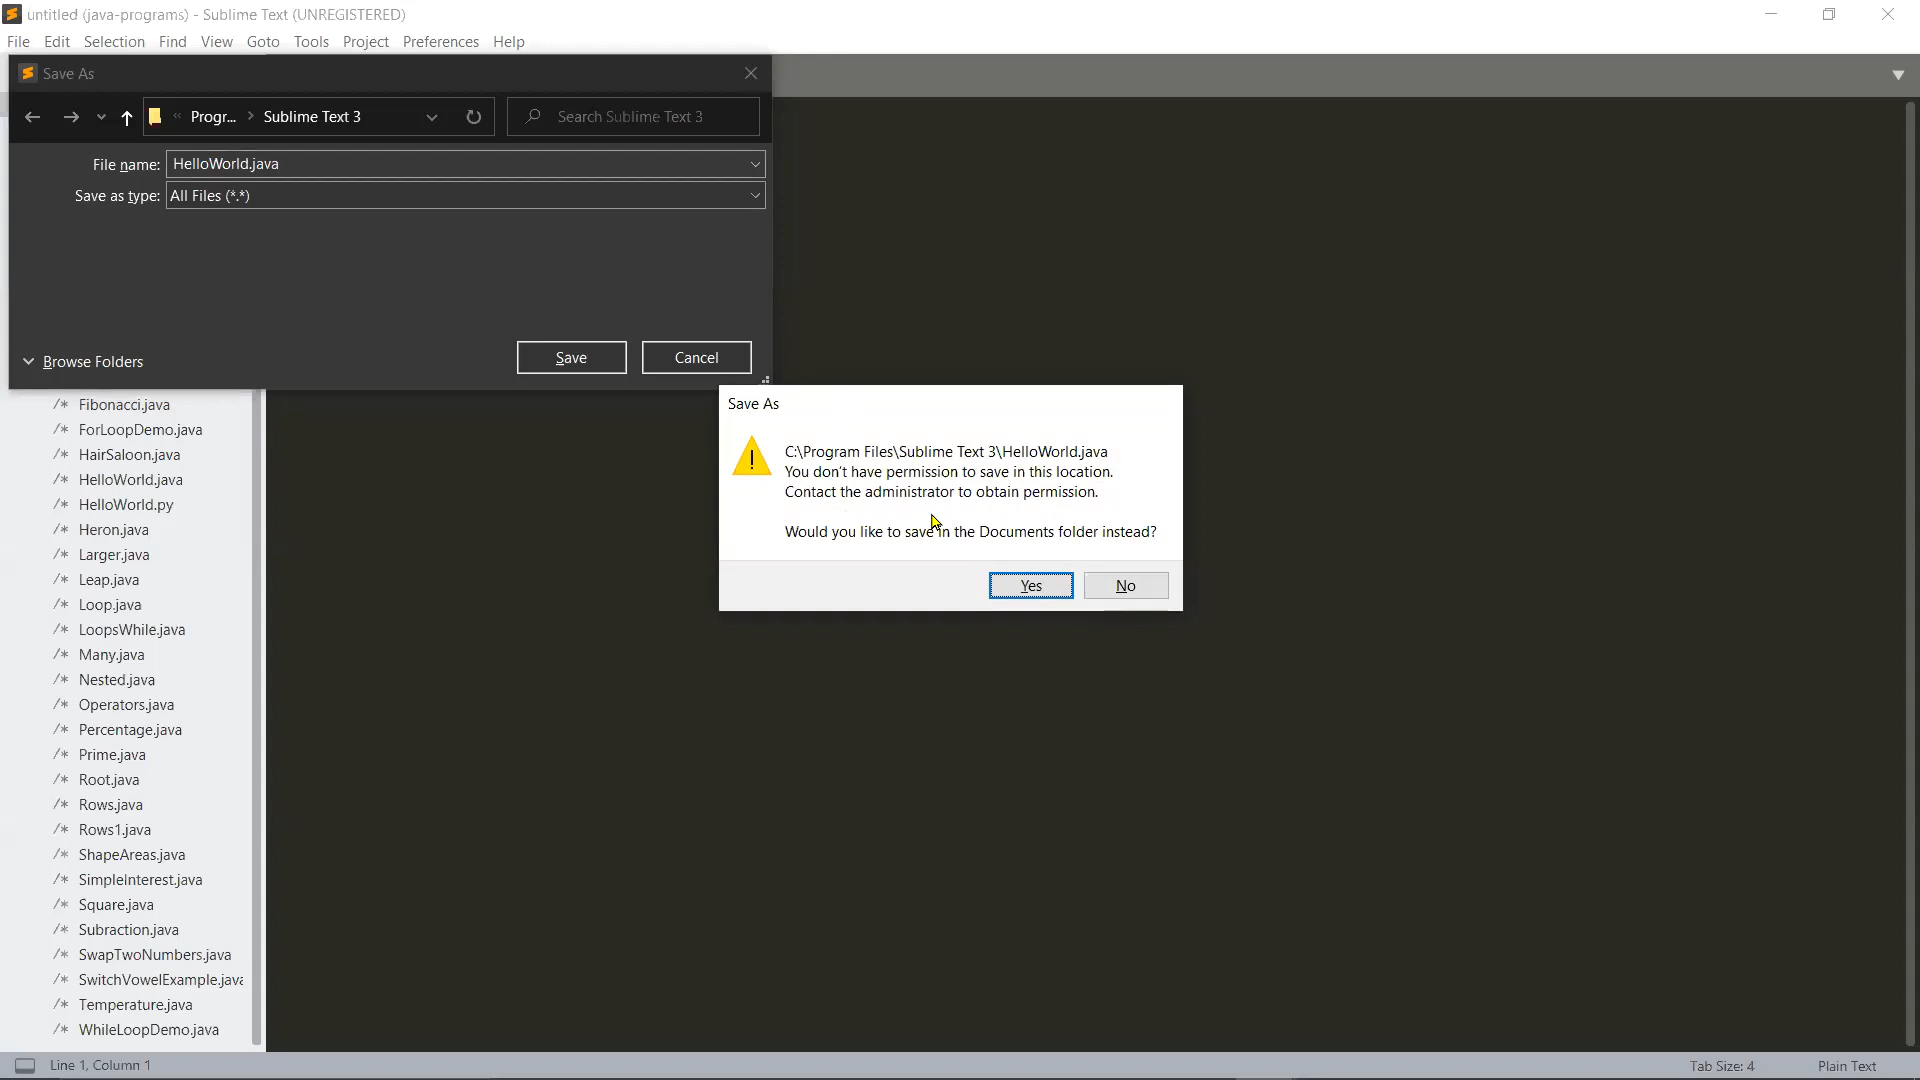 untitled (java-programs) - Sublime Text (UNREGISTERED)
File Edit Selection Find View Goto Tools Project Preferences Help
Save As
« Progr... > Sublime Text 3
Search Sublime Text 3
File name: HelloWorld.java
Save as type: All Files (*.*)
Browse Folders
Save
Cancel
/* Fibonacci.java
/* ForLoopDemo.java
/* HairSaloon.java
/* HelloWorld.java
/* HelloWorld.py
/* Heron.java
/* Larger.java
/* Leap.java
/* Loop.java
/* LoopsWhile.java
/* Many.java
/* Nested.java
/* Operators.java
/* Percentage.java
/* Prime.java
/* Root.java
/* Rows.java
/* Rows1.java
/* ShapeAreas.java
/* SimpleInterest.java
/* Square.java
/* Subraction.java
/* SwapTwoNumbers.java
/* SwitchVowelExample.java
/* Temperature.java
/* WhileLoopDemo.java
Save As
C:\Program Files\Sublime Text 3\HelloWorld.java
You don't have permission to save in this location.
Contact the administrator to obtain permission.
Would you like to save in the Documents folder instead?
Yes
No
Line 1, Column 1
Tab Size: 4
Plain Text